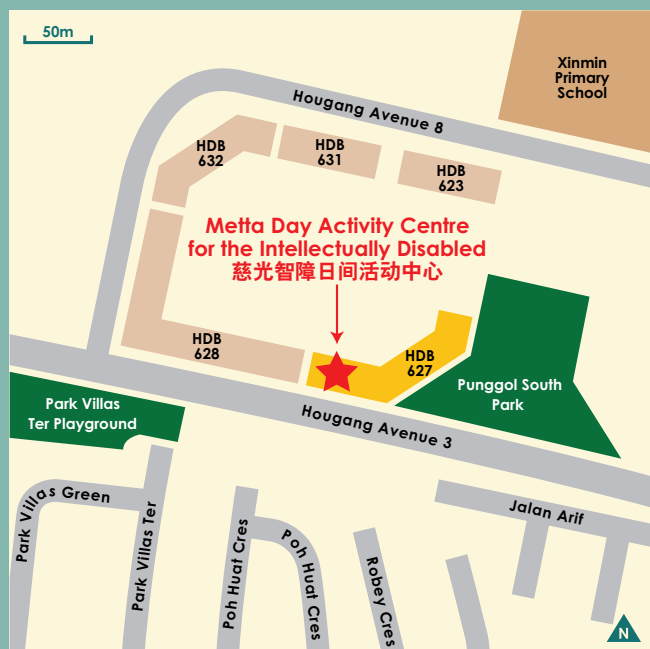 50m
Xinmin
Primary
School
Hougang Avenue 8
HDB
632
HDB
631
HDB
623
Metta Day Activity Centre
for the Intellectually Disabled
慈光智障日间活动中心
HDB
628
HDB
627
Punggol South
Park
Park Villas
Ter Playground
Hougang Avenue 3
Park Villas Green
Park Villas Ter
Poh Huat Cres
Poh Huat Cres
Robey Cres
Jalan Arif
N